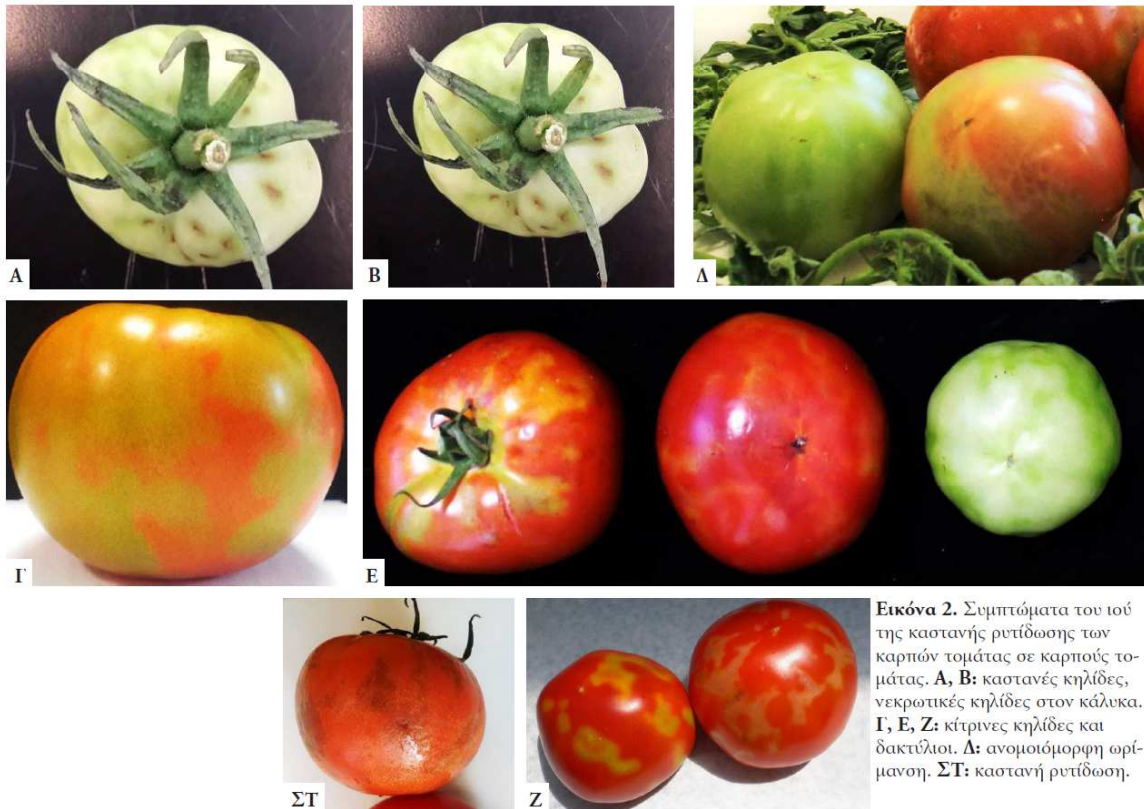 Α
Β
Δ
Γ
Ε
ΣΤ
Ζ
Εικόνα 2. Συμπτώματα του ιού
της καστανής ρυτίδωσης των
καρπών τομάτας σε καρπούς το-
μάτας. Α, Β: καστανές κηλίδες,
νεκρωτικές κηλίδες στον κάλυκα.
Γ, Ε, Ζ: κίτρινες κηλίδες και
δακτύλιοι. Δ: ανομοιόμορφη ωρί-
μανση. ΣΤ: καστανή ρυτίδωση.